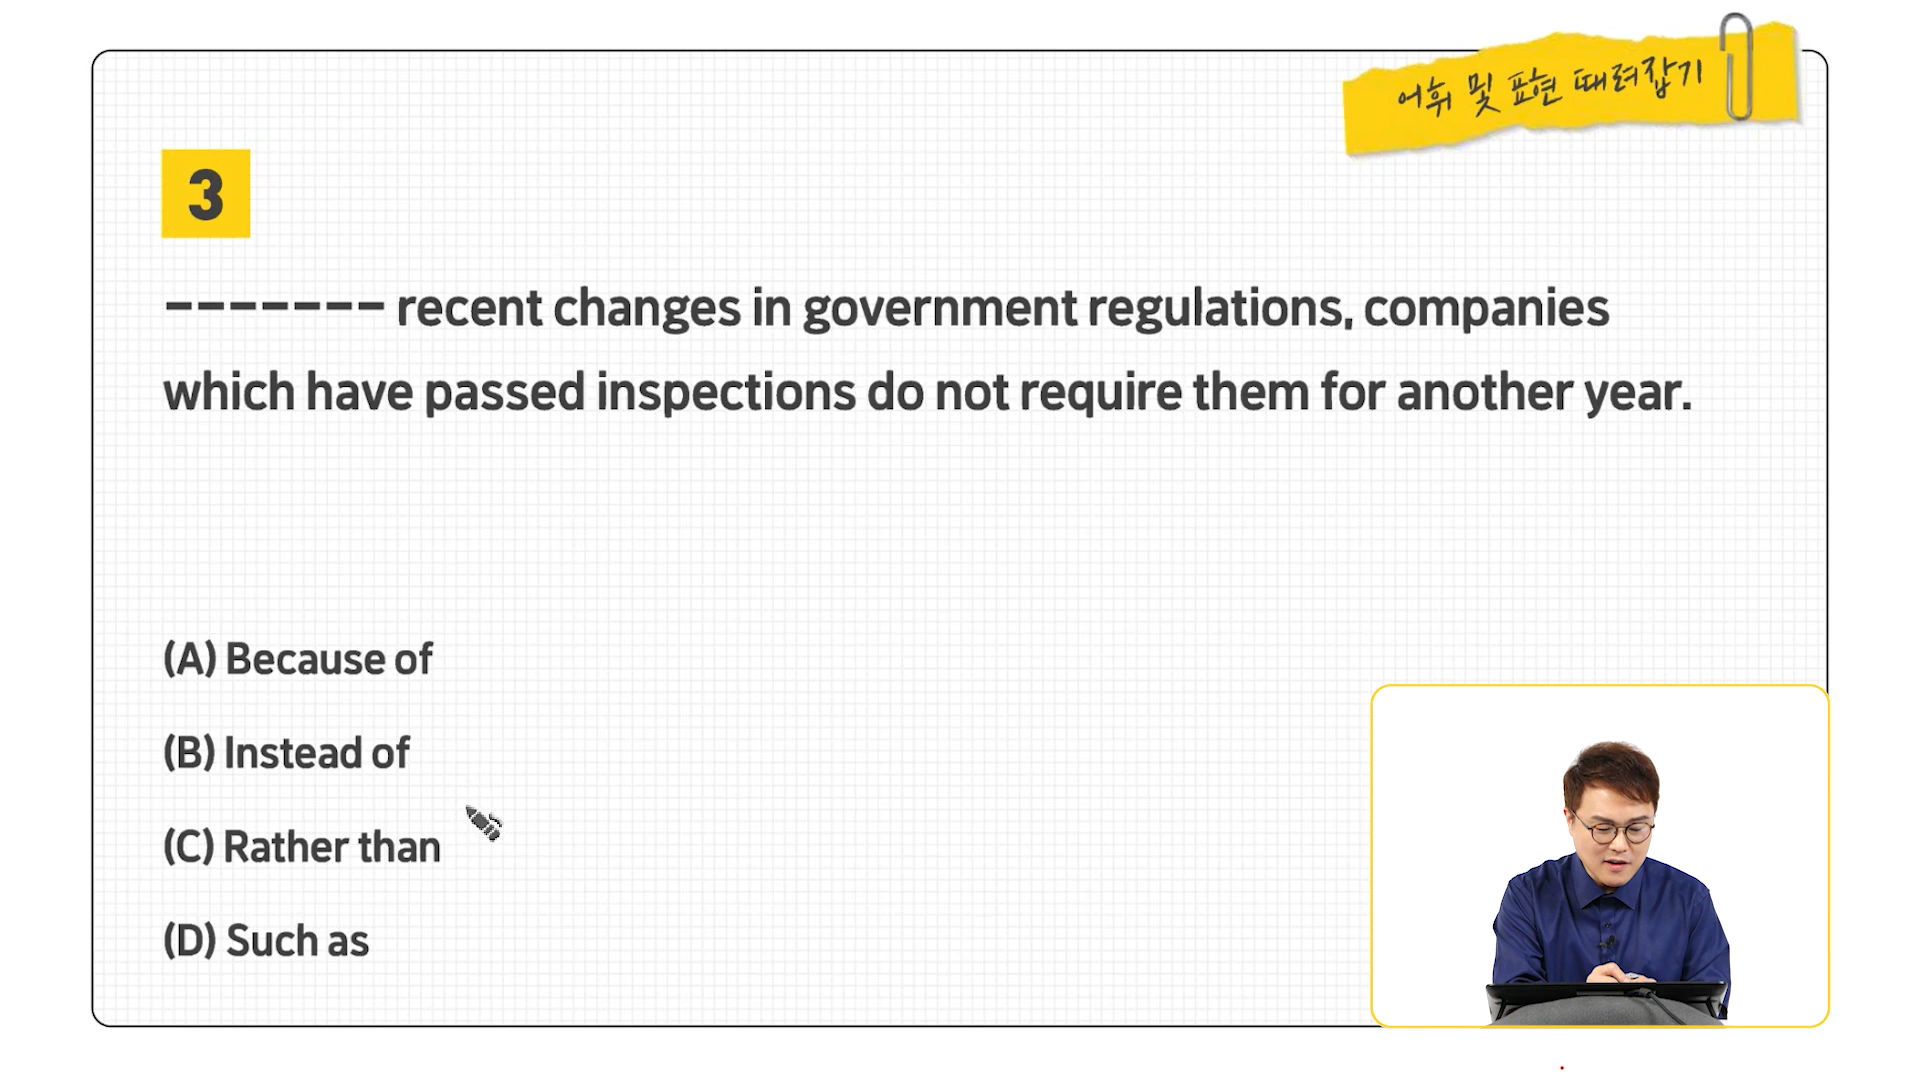 어휘 및 표현 때려잡기
3
------- recent changes in government regulations, companies
which have passed inspections do not require them for another year.
(A) Because of
(B) Instead of
(C) Rather than
(D) Such as